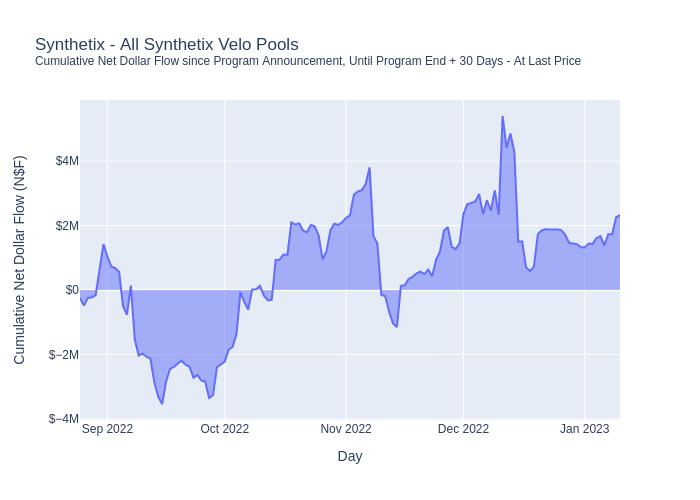 Synthetix - All Synthetix Velo Pools
Cumulative Net Dollar Flow since Program Announcement, Until Program End + 30 Days - At Last Price
Cumulative Net Dollar Flow (N$F)
$4M
$2M
$0
$−2M
$−4M
Sep 2022
Oct 2022
Nov 2022
Dec 2022
Jan 2023
Day